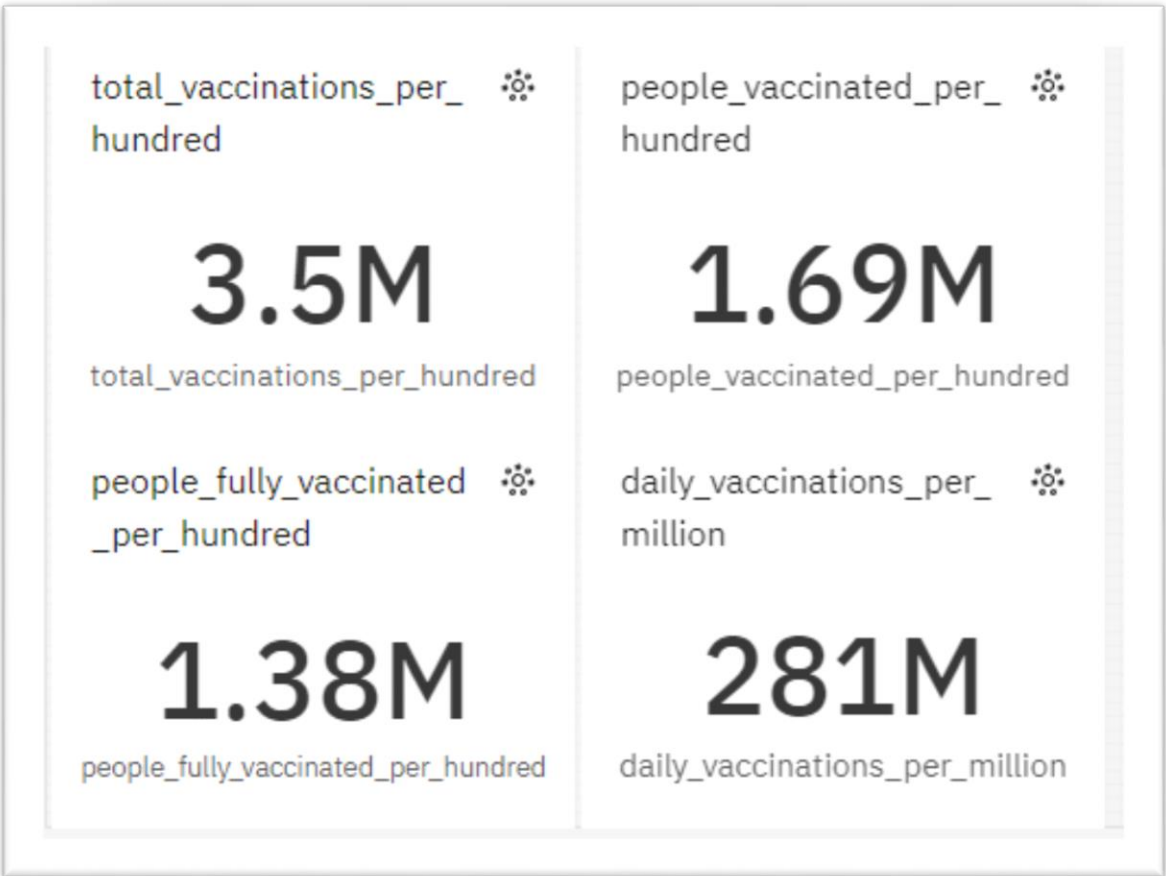 total_vaccinations_per_
hundred
3.5M
total_vaccinations_per_hundred
people_vaccinated_per_
hundred
1.69M
people_vaccinated_per_hundred
people_fully_vaccinated
_per_hundred
1.38M
people_fully_vaccinated_per_hundred
daily_vaccinations_per_
million
281M
daily_vaccinations_per_million